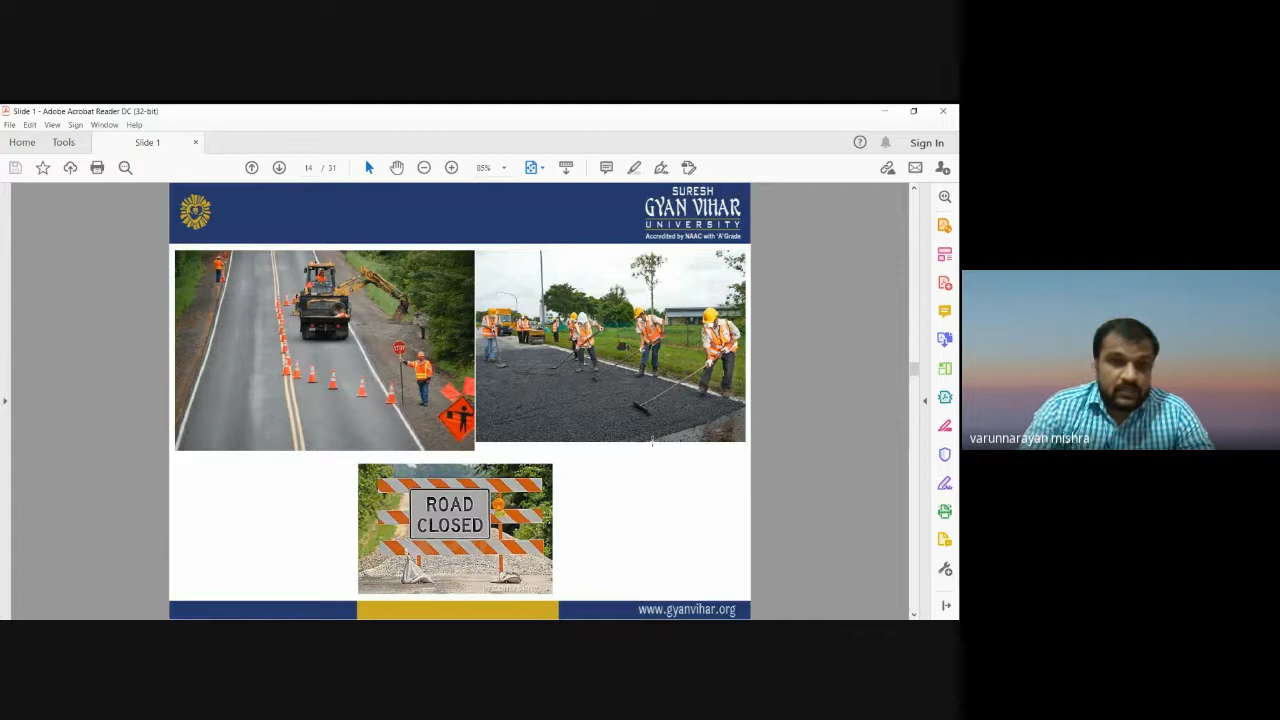 Slide 1 - Adobe Acrobat Reader DC (32-bit)
File Edit View Sign Window Help
Home Tools Slide 1 Sign In
14 / 31 85%
SURESH
GYAN VIHAR
UNIVERSITY
Accredited by NAAC with 'A' Grade
STOP
ROAD
CLOSED
www.gyanvihar.org
varunnarayan mishra